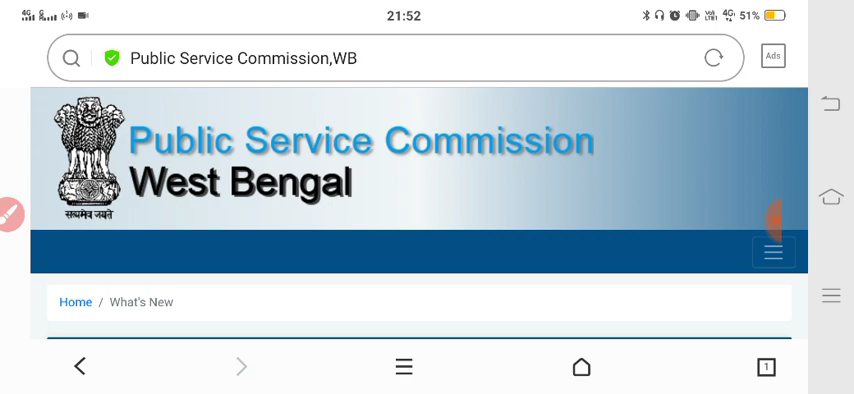 21:52
4G
51%
Public Service Commission,WB
Ads
Public Service Commission
West Bengal
सत्यमेव जयते
Home / What's New
1